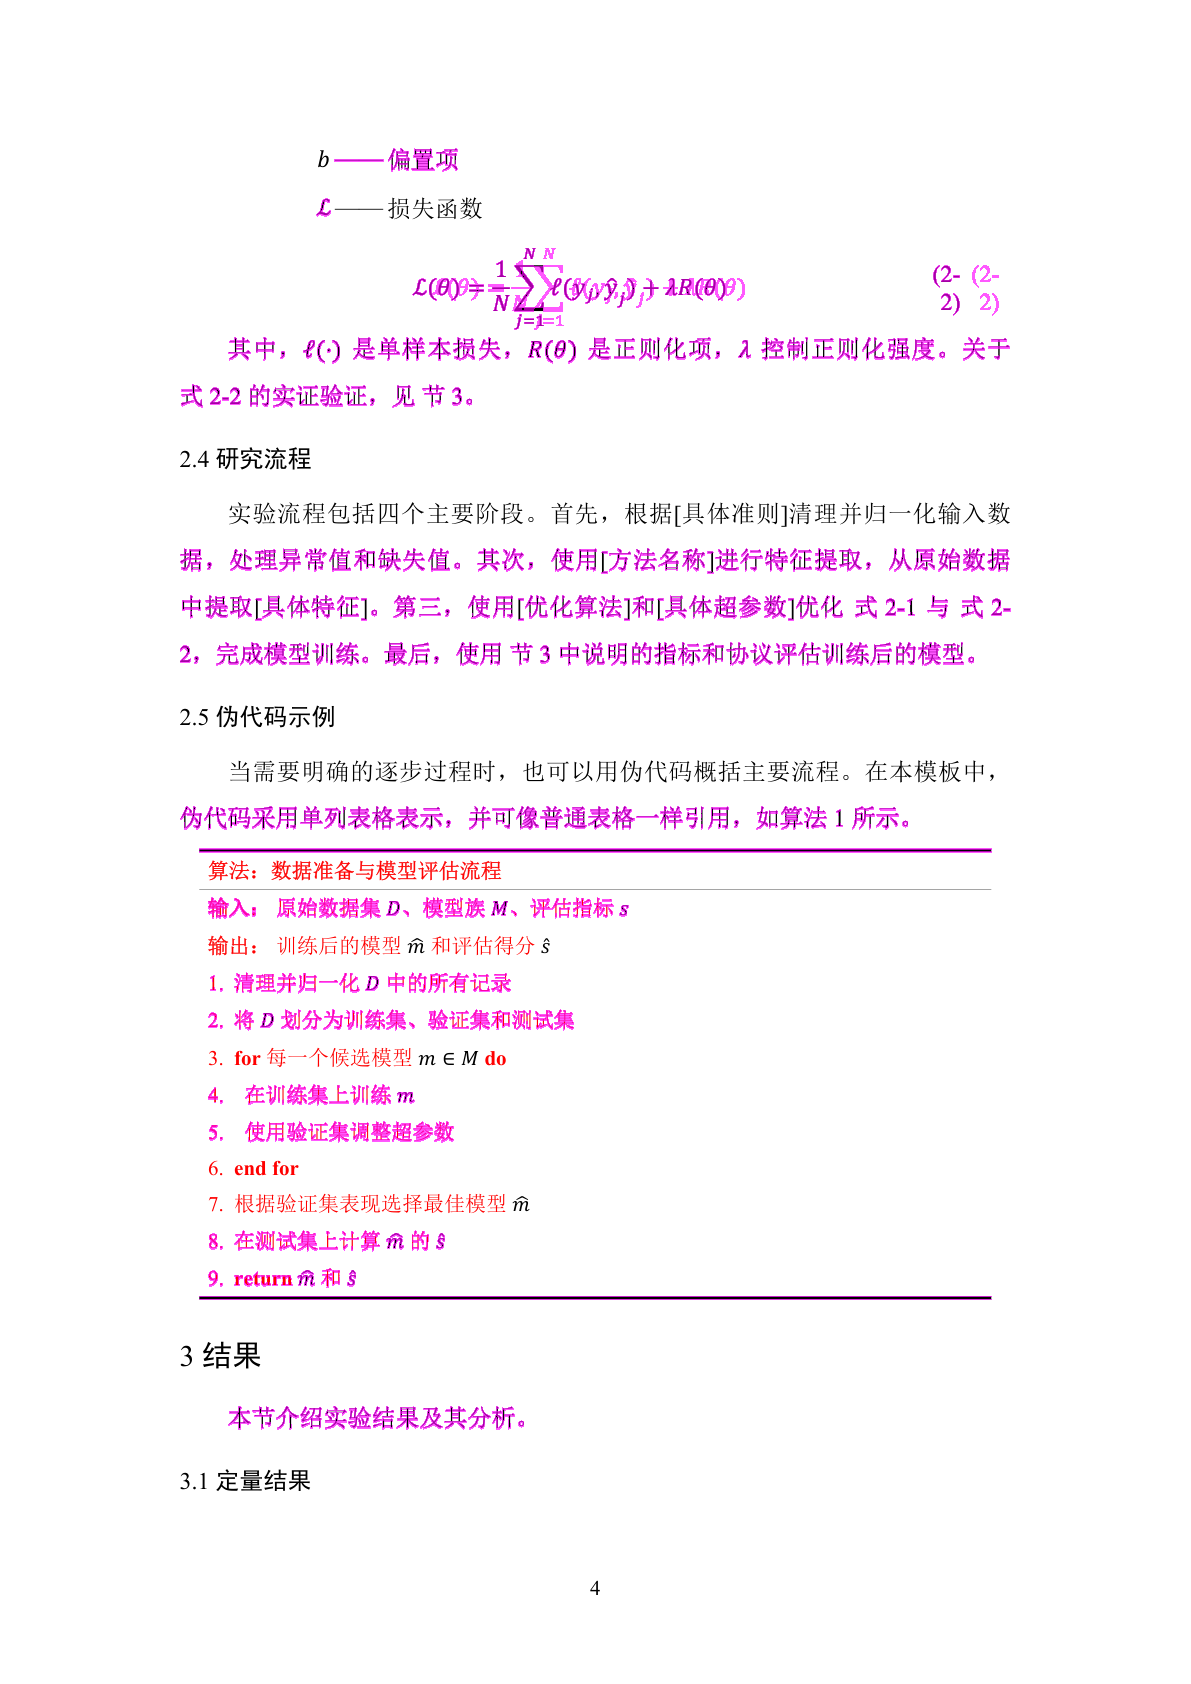 b —— 偏置项
ℒ —— 损失函数
ℒ(θ) = 1/N ∑_{j=1}^{N} ℓ(y_j, ŷ_j) + λR(θ) (2-2)
其中，ℓ(·) 是单样本损失，R(θ) 是正则化项，λ 控制正则化强度。关于
式 2-2 的实证验证，见 节 3。
2.4 研究流程
实验流程包括四个主要阶段。首先，根据[具体准则]清理并归一化输入数
据，处理异常值和缺失值。其次，使用[方法名称]进行特征提取，从原始数据
中提取[具体特征]。第三，使用[优化算法]和[具体超参数]优化 式 2-1 与 式 2-
2，完成模型训练。最后，使用 节 3 中说明的指标和协议评估训练后的模型。
2.5 伪代码示例
当需要明确的逐步过程时，也可以用伪代码概括主要流程。在本模板中，
伪代码采用单列表格表示，并可像普通表格一样引用，如算法 1 所示。
算法：数据准备与模型评估流程
输入： 原始数据集 D、模型族 M、评估指标 s
输出： 训练后的模型 m̂ 和评估得分 ŝ
1. 清理并归一化 D 中的所有记录
2. 将 D 划分为训练集、验证集和测试集
3. for 每一个候选模型 m ∈ M do
4. 在训练集上训练 m
5. 使用验证集调整超参数
6. end for
7. 根据验证集表现选择最佳模型 m̂
8. 在测试集上计算 m̂ 的 ŝ
9. return m̂ 和 ŝ
3 结果
本节介绍实验结果及其分析。
3.1 定量结果
4